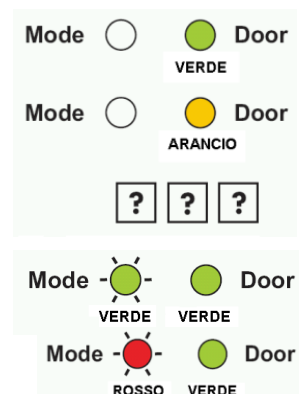 Mode Door
VERDE
Mode Door
ARANCIO
? ? ?
Mode Door
VERDE VERDE
Mode Door
ROSSO VERDE